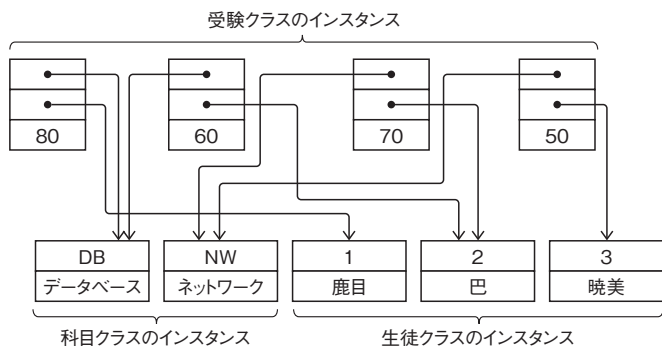 受験クラスのインスタンス
80 60 70 50
DB NW 1 2 3
データベース ネットワーク 鹿目 巴 暁美
科目クラスのインスタンス 生徒クラスのインスタンス